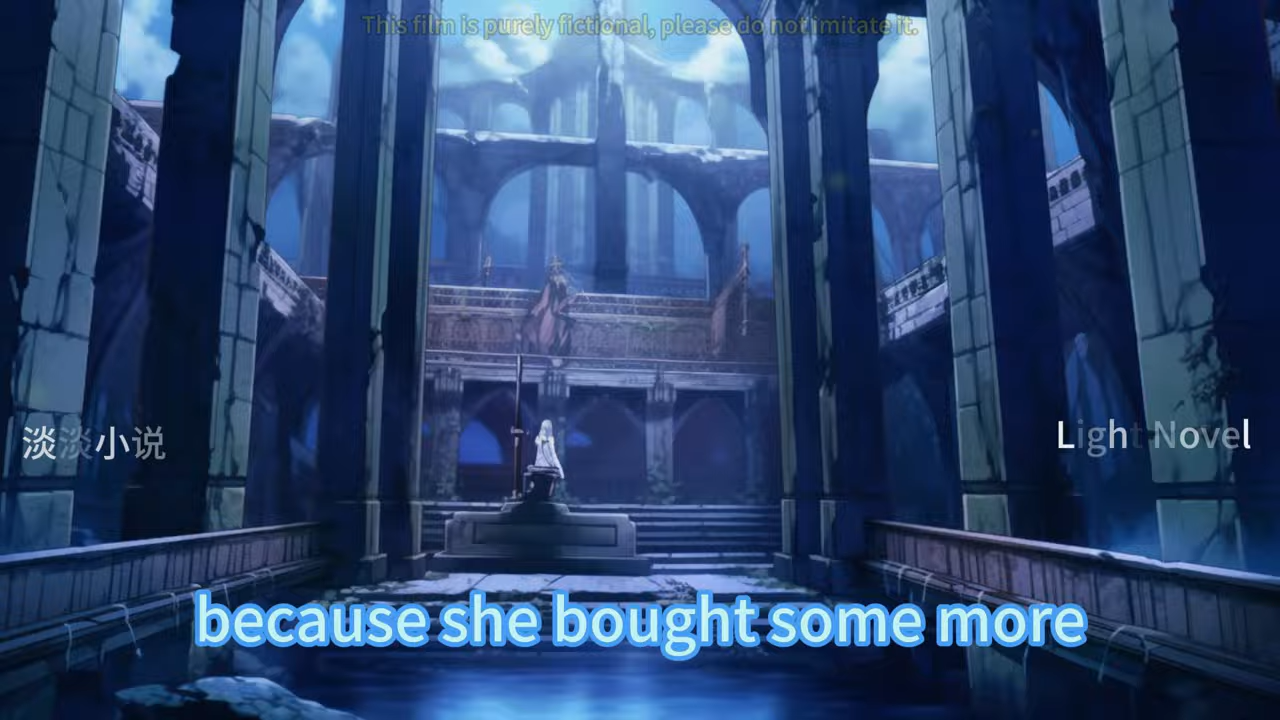 This film is purely fictional, please do not imitate it.
淡淡小说
Light Novel
because she bought some more